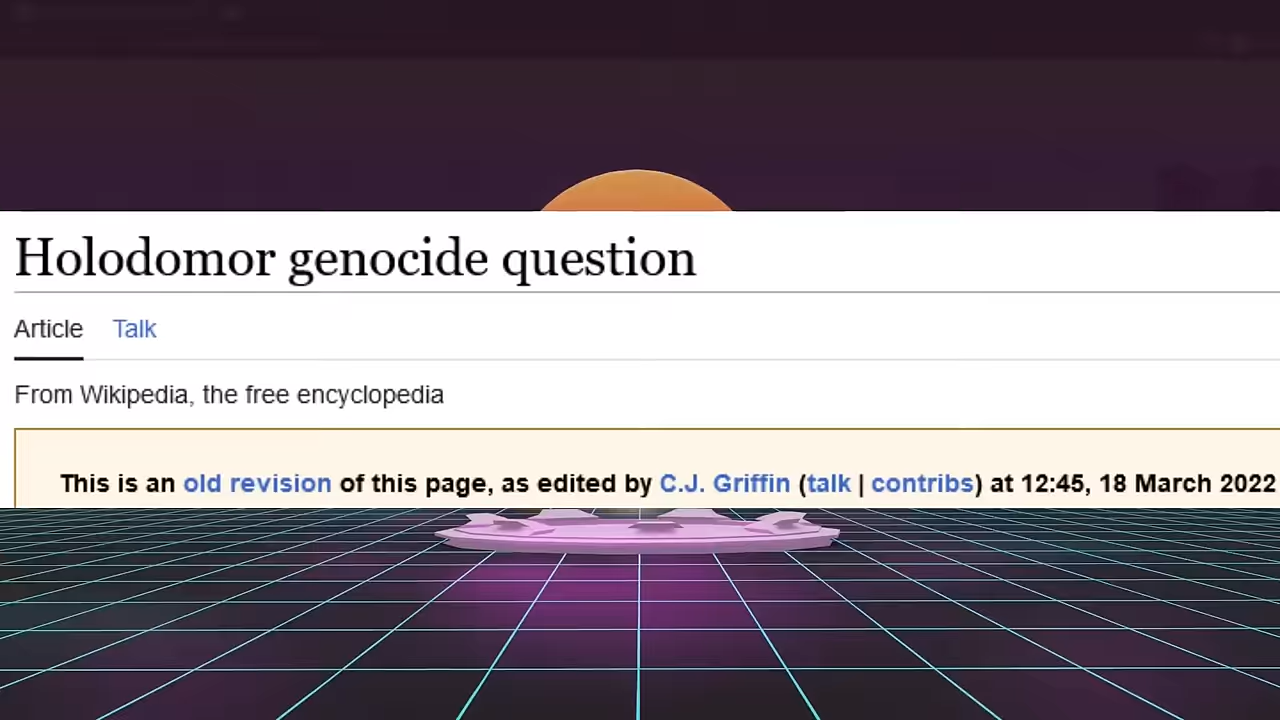 Holodomor genocide question
Article Talk
From Wikipedia, the free encyclopedia
This is an old revision of this page, as edited by C.J. Griffin (talk | contribs) at 12:45, 18 March 2022